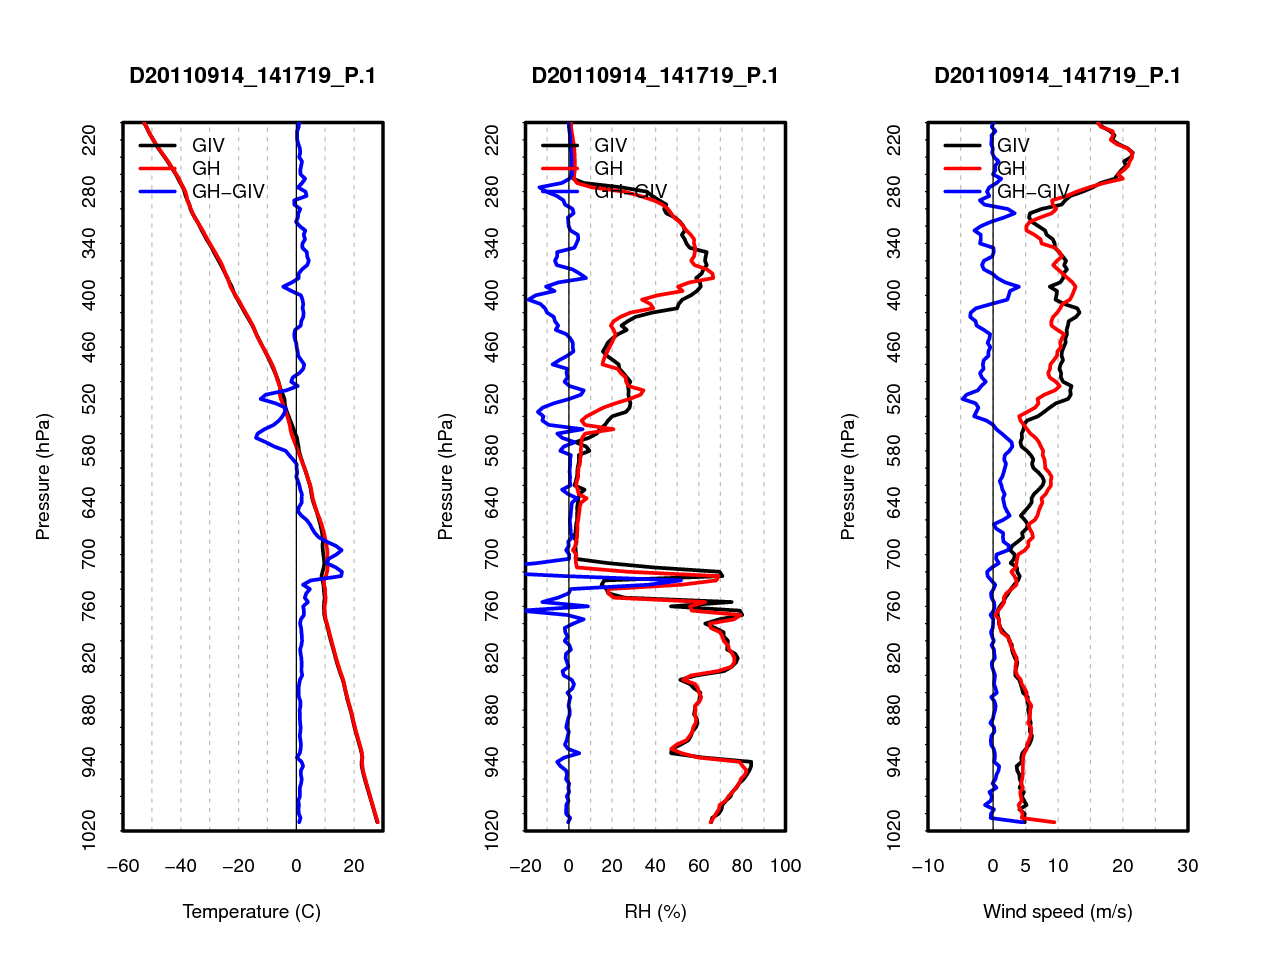 D20110914_141719_P.1
GIV
GH
GH−GIV
220
280
340
400
460
520
580
640
700
760
820
880
940
1020
Pressure (hPa)
−60 −40 −20 0 20
Temperature (C)
D20110914_141719_P.1
GIV
GH
GH−GIV
220
280
340
400
460
520
580
640
700
760
820
880
940
1020
Pressure (hPa)
−20 0 20 40 60 80 100
RH (%)
D20110914_141719_P.1
GIV
GH
GH−GIV
220
280
340
400
460
520
580
640
700
760
820
880
940
1020
Pressure (hPa)
−10 0 5 10 20 30
Wind speed (m/s)